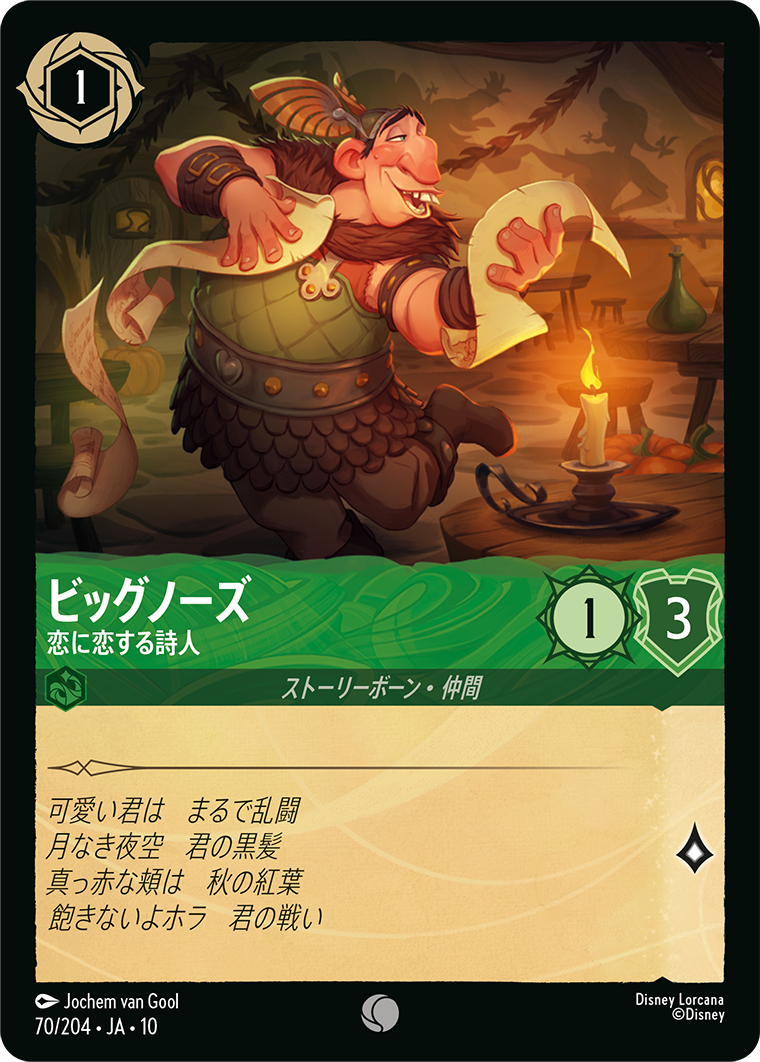 1
ビッグノーズ
恋に恋する詩人
1
3
ストーリーボーン・仲間
可愛い君は　まるで乱闘
月なき夜空　君の黒髪
真っ赤な頬は　秋の紅葉
飽きないよホラ　君の戦い
Jochem van Gool
70/204・JA・10
Disney Lorcana
©Disney